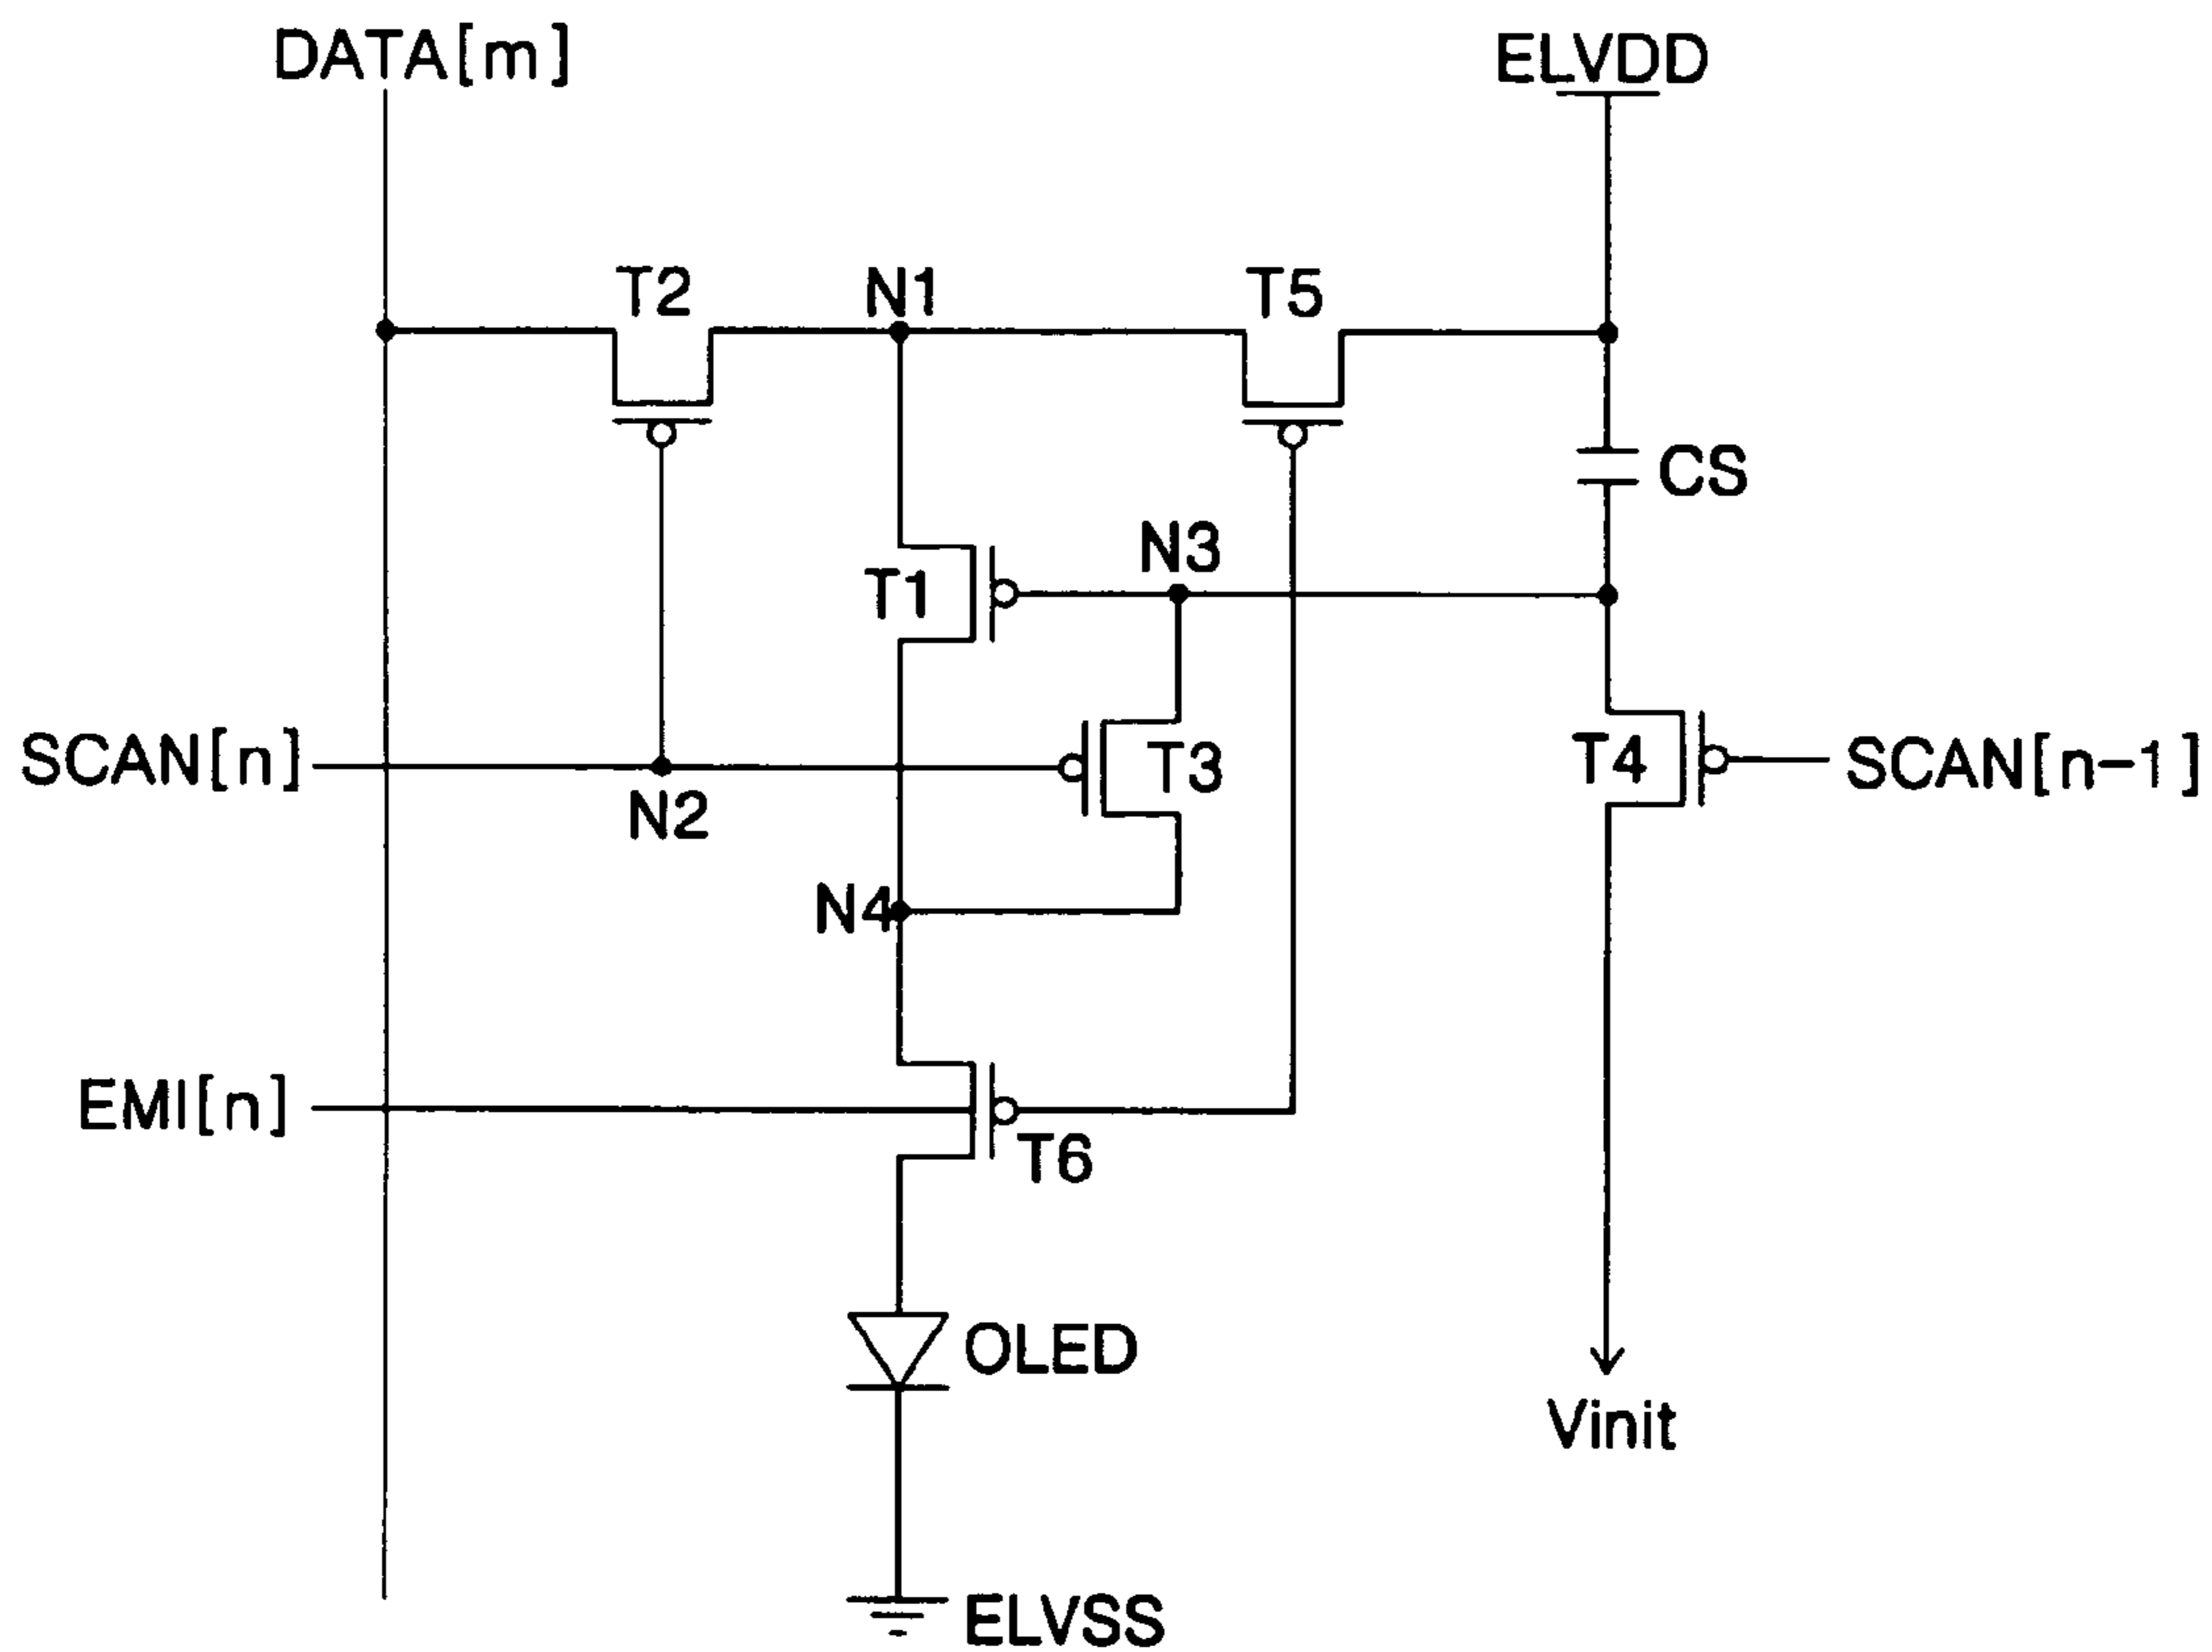 DATA[m]
ELVDD
T2
N1
T5
CS
N3
T1
SCAN[n]
T3
T4
SCAN[n-1]
N2
N4
EMI[n]
T6
OLED
Vinit
ELVSS